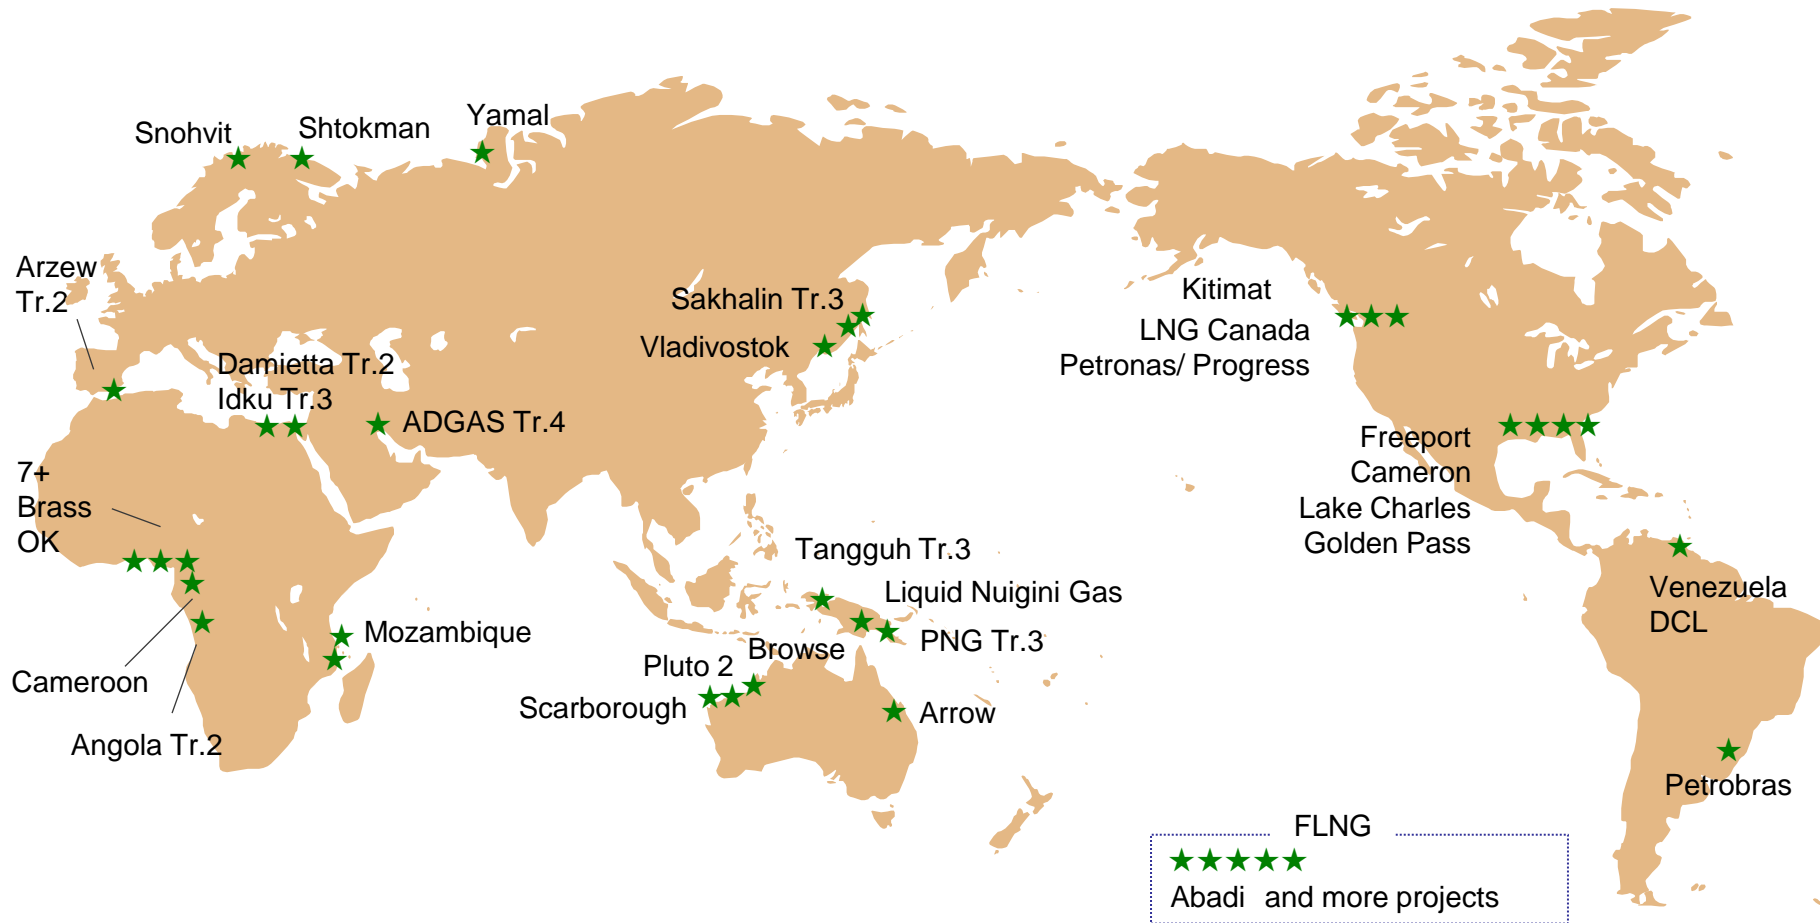 Snohvit
Shtokman
Yamal
Arzew
Tr.2
Damietta Tr.2
Idku Tr.3
ADGAS Tr.4
Sakhalin Tr.3
Vladivostok
Kitimat
LNG Canada
Petronas/ Progress
Freeport
Cameron
Lake Charles
Golden Pass
7+
Brass
OK
Cameroon
Angola Tr.2
Mozambique
Tangguh Tr.3
Liquid Nuigini Gas
PNG Tr.3
Browse
Pluto 2
Scarborough
Arrow
Venezuela
DCL
Petrobras
FLNG
Abadi and more projects